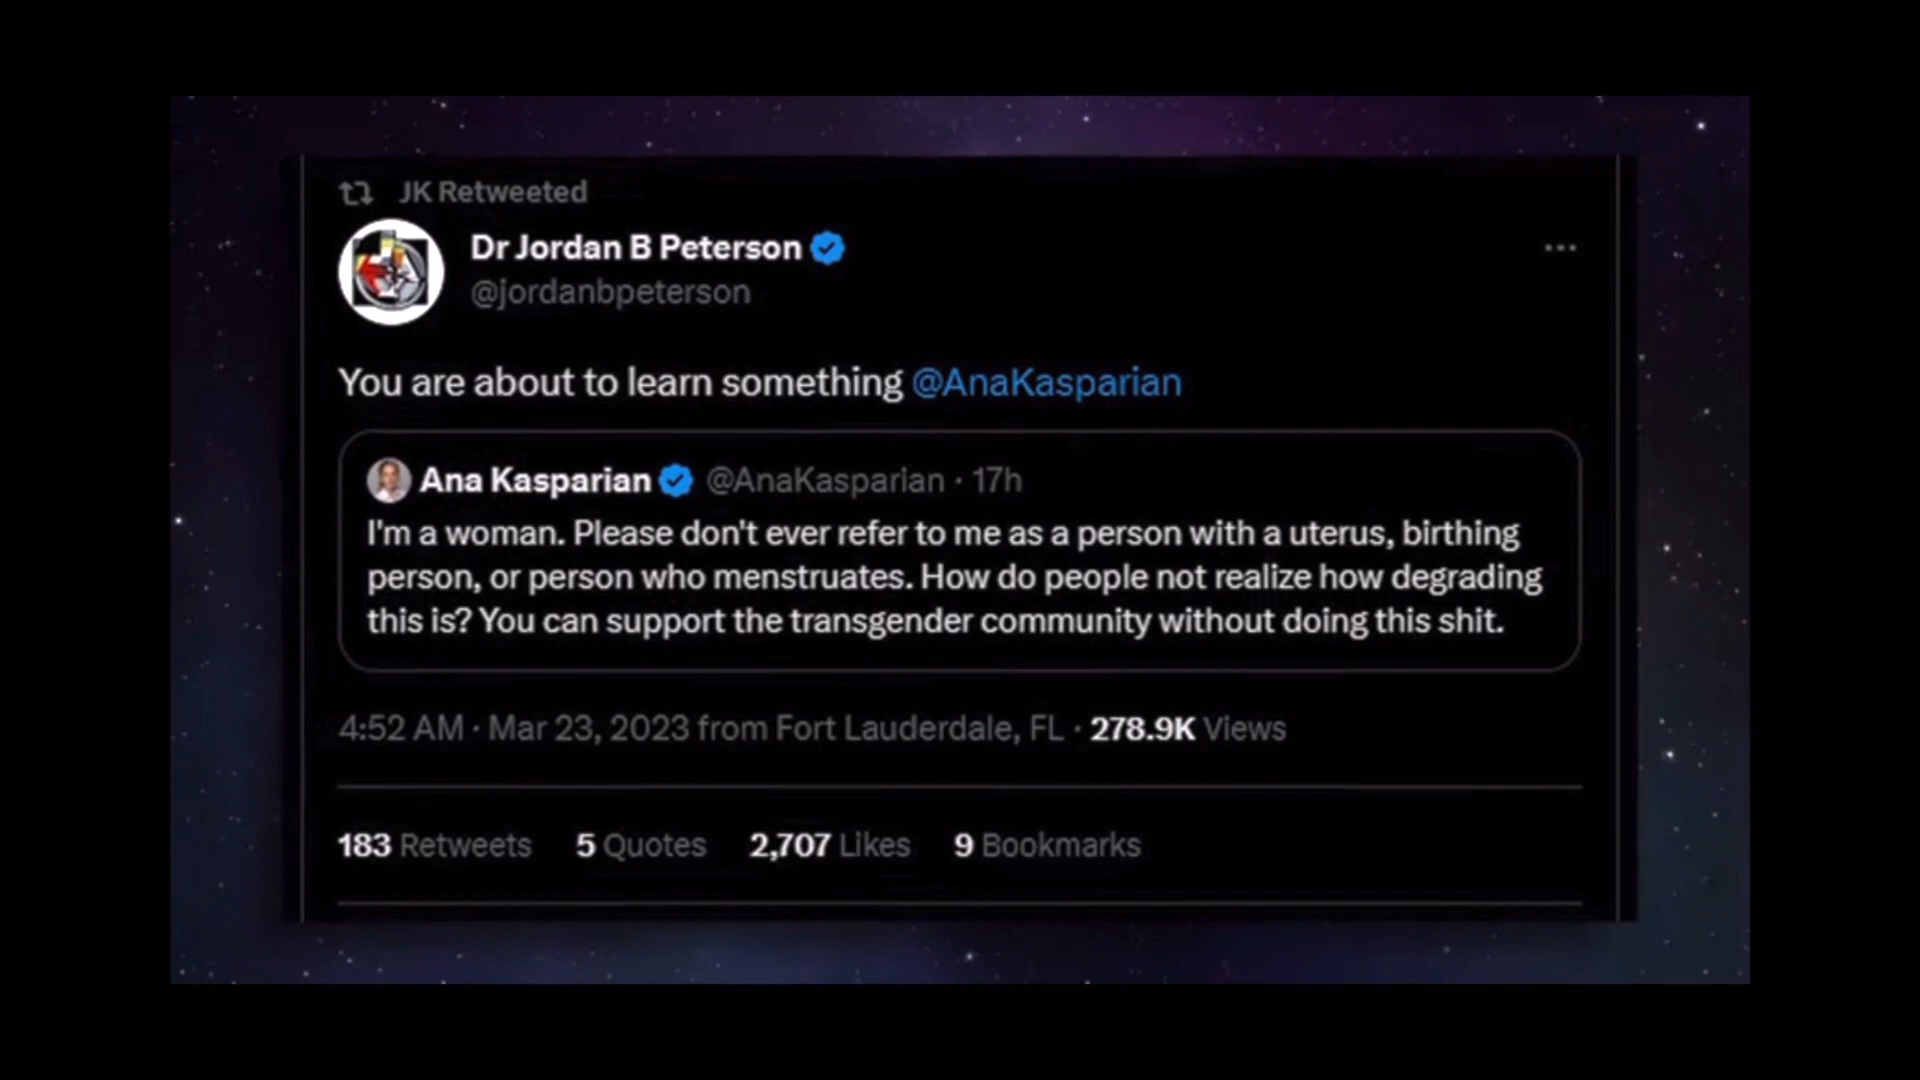 JK Retweeted
Dr Jordan B Peterson
@jordanbpeterson
You are about to learn something @AnaKasparian
Ana Kasparian @AnaKasparian · 17h
I'm a woman. Please don't ever refer to me as a person with a uterus, birthing
person, or person who menstruates. How do people not realize how degrading
this is? You can support the transgender community without doing this shit.
4:52 AM · Mar 23, 2023 from Fort Lauderdale, FL · 278.9K Views
183 Retweets 5 Quotes 2,707 Likes 9 Bookmarks